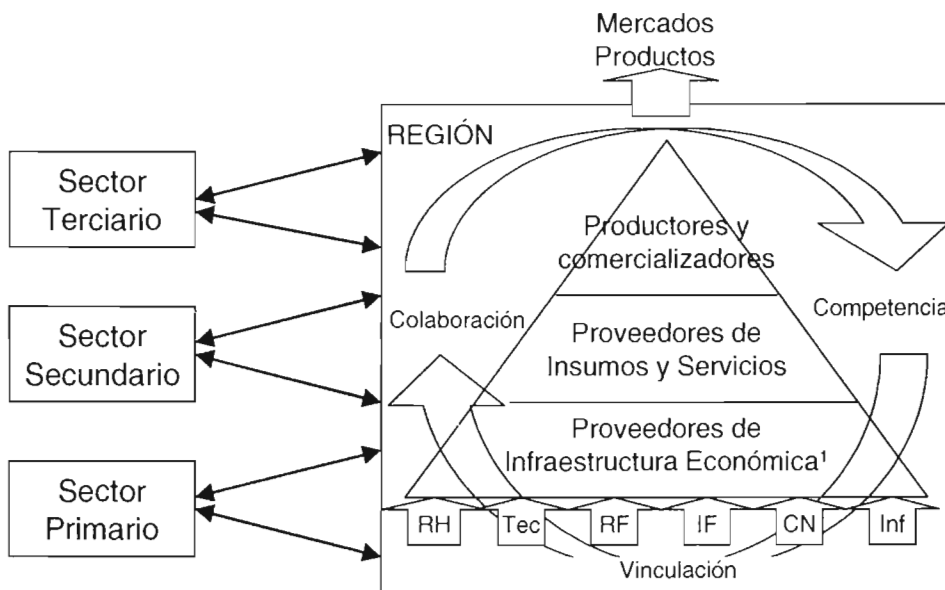 Mercados
Productos
REGIÓN
Sector
Terciario
Productores y
comercializadores
Colaboración
Competencia
Sector
Secundario
Proveedores de
Insumos y Servicios
Proveedores de
Infraestructura Económica¹
Sector
Primario
RH
Tec
RF
IF
CN
Inf
Vinculación